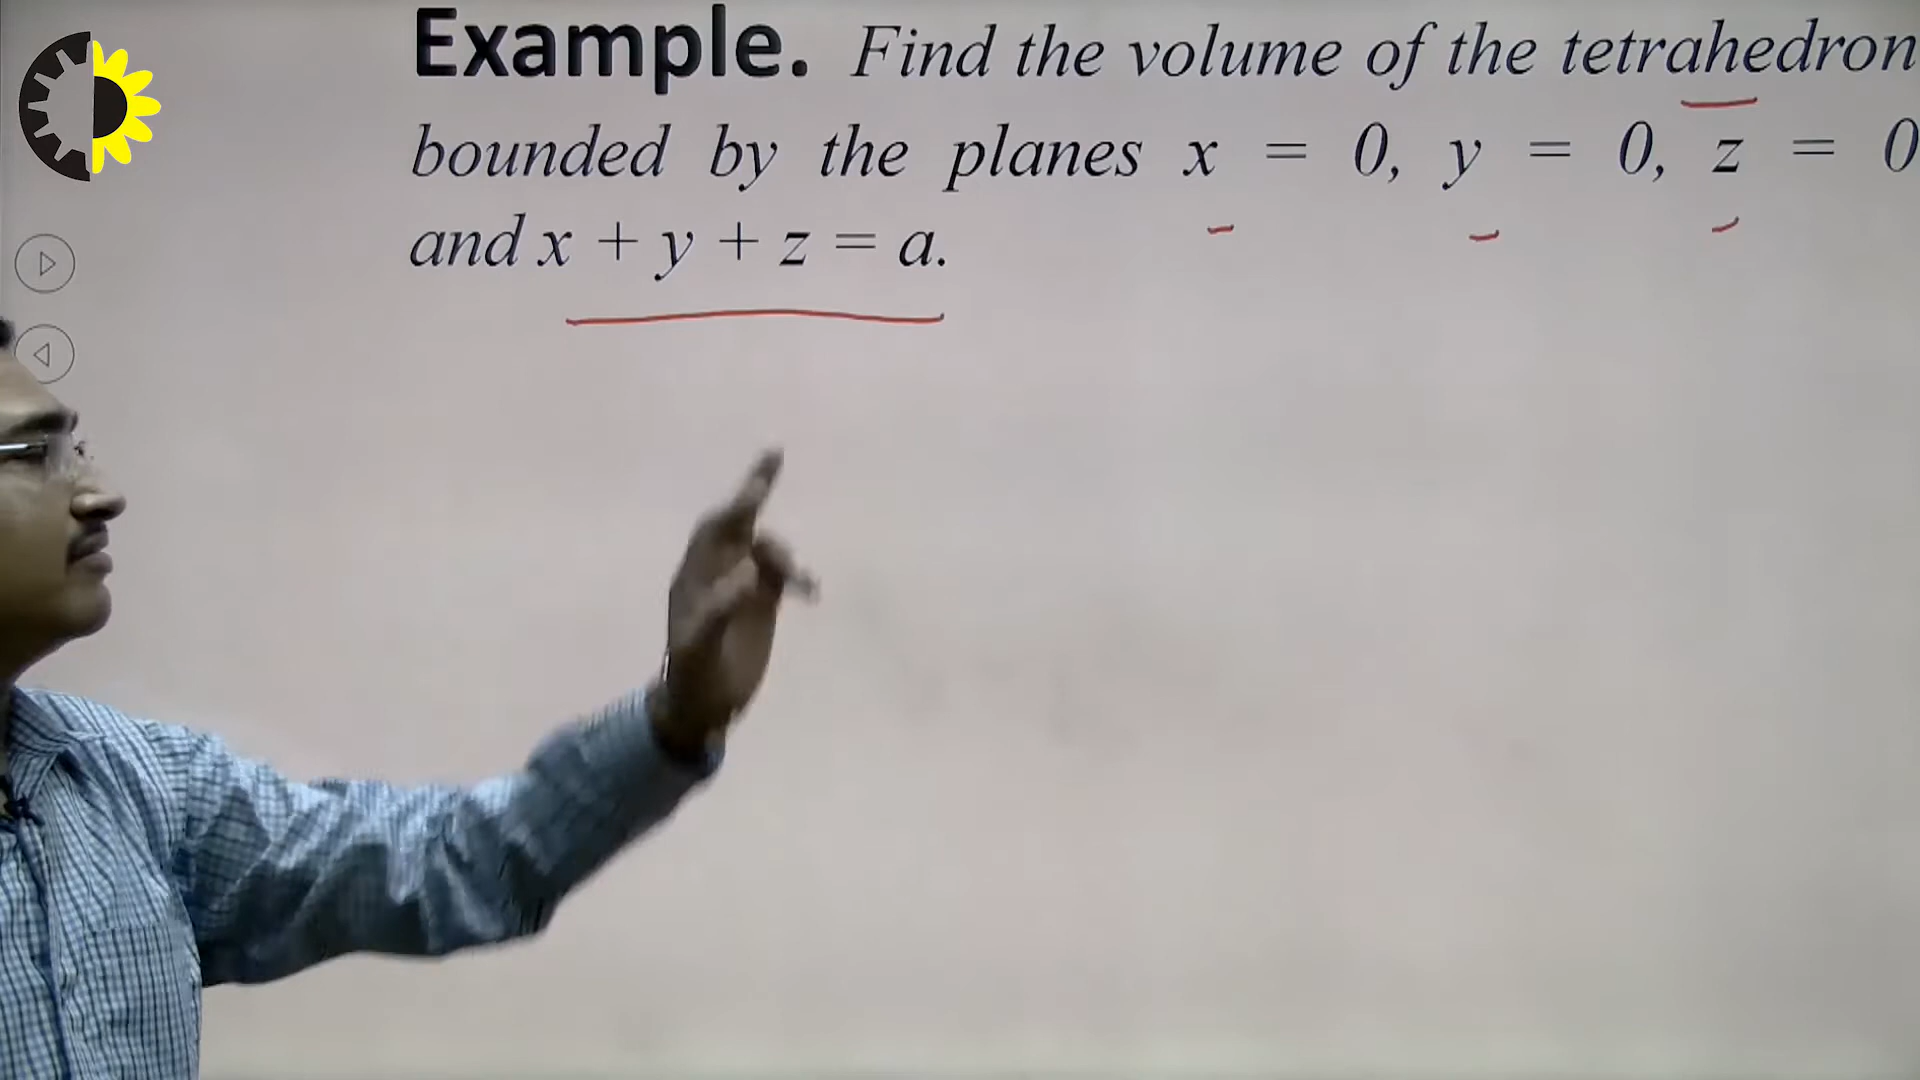 Example. Find the volume of the tetrahedron
bounded by the planes x = 0, y = 0, z = 0
and x + y + z = a.